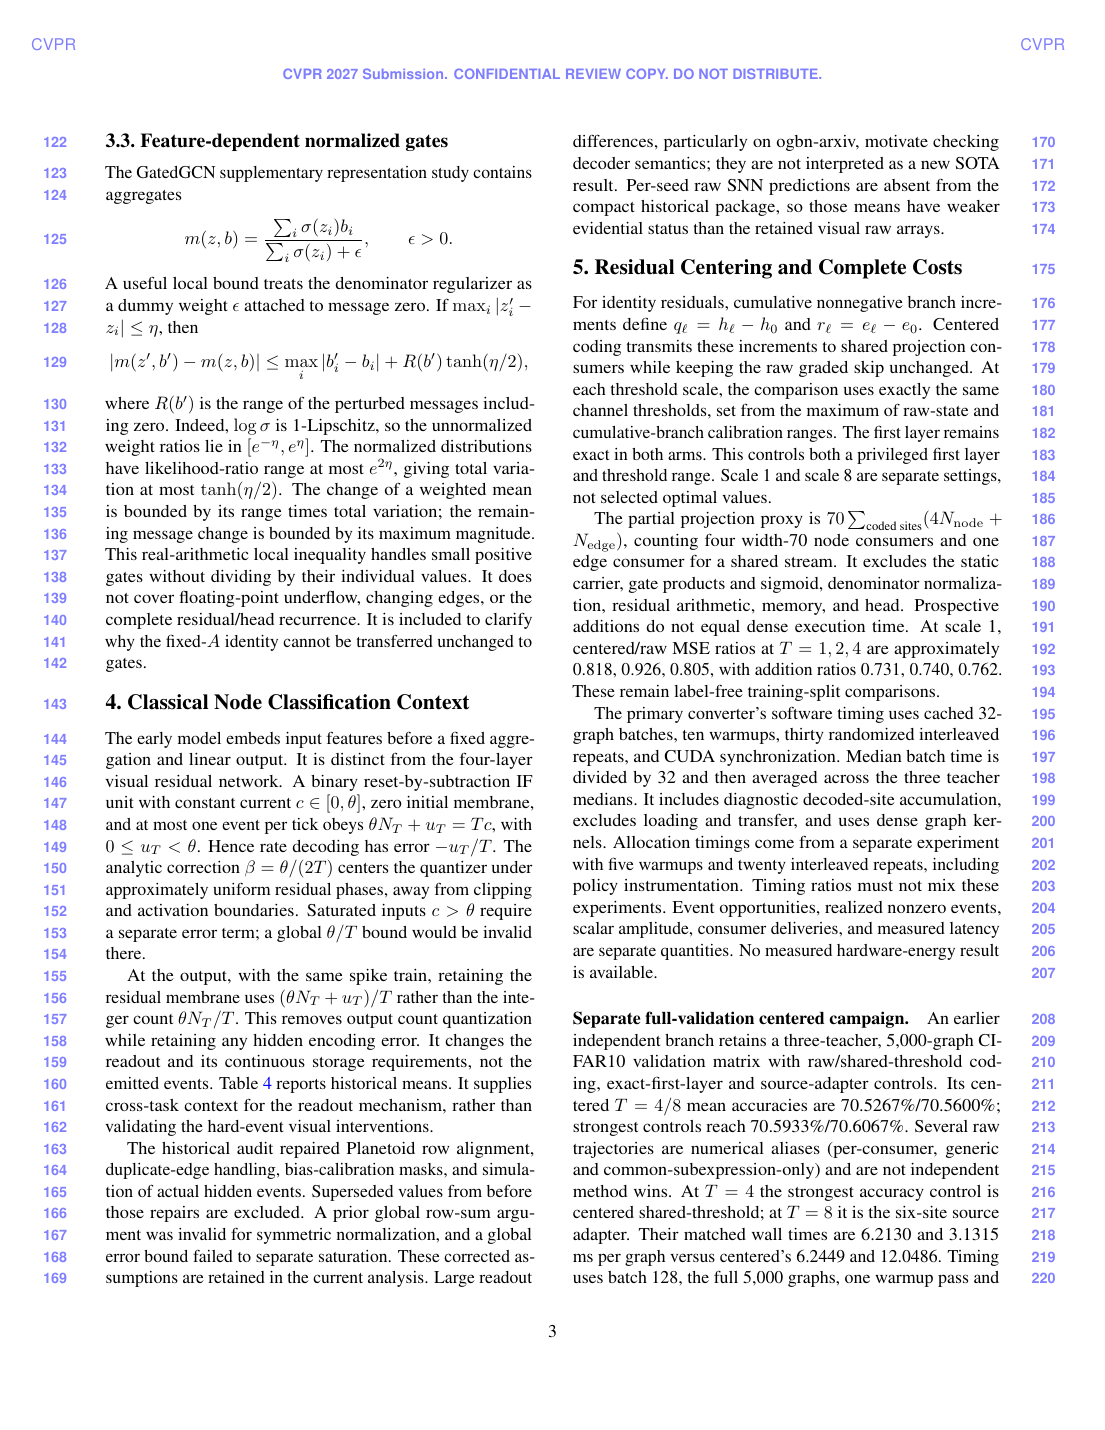 CVPR
CVPR
CVPR 2027 Submission. CONFIDENTIAL REVIEW COPY. DO NOT DISTRIBUTE.
122 3.3. Feature-dependent normalized gates
123 The GatedGCN supplementary representation study contains
124 aggregates
125 m(z, b) = ∑i σ(zi)bi / (∑i σ(zi) + ϵ), ϵ > 0.
126 A useful local bound treats the denominator regularizer as
127 a dummy weight ϵ attached to message zero. If maxi |z′i −
128 zi| ≤ η, then
129 |m(z′, b′) − m(z, b)| ≤ maxi |b′i − bi| + R(b′) tanh(η/2),
130 where R(b′) is the range of the perturbed messages includ-
131 ing zero. Indeed, log σ is 1-Lipschitz, so the unnormalized
132 weight ratios lie in [e^−η, e^η]. The normalized distributions
133 have likelihood-ratio range at most e^2η, giving total varia-
134 tion at most tanh(η/2). The change of a weighted mean
135 is bounded by its range times total variation; the remain-
136 ing message change is bounded by its maximum magnitude.
137 This real-arithmetic local inequality handles small positive
138 gates without dividing by their individual values. It does
139 not cover floating-point underflow, changing edges, or the
140 complete residual/head recurrence. It is included to clarify
141 why the fixed-A identity cannot be transferred unchanged to
142 gates.
143 4. Classical Node Classification Context
144 The early model embeds input features before a fixed aggre-
145 gation and linear output. It is distinct from the four-layer
146 visual residual network. A binary reset-by-subtraction IF
147 unit with constant current c ∈ [0, θ], zero initial membrane,
148 and at most one event per tick obeys θN_T + u_T = Tc, with
149 0 ≤ u_T < θ. Hence rate decoding has error −u_T/T. The
150 analytic correction β = θ/(2T) centers the quantizer under
151 approximately uniform residual phases, away from clipping
152 and activation boundaries. Saturated inputs c > θ require
153 a separate error term; a global θ/T bound would be invalid
154 there.
155 At the output, with the same spike train, retaining the
156 residual membrane uses (θN_T + u_T)/T rather than the inte-
157 ger count θN_T/T. This removes output count quantization
158 while retaining any hidden encoding error. It changes the
159 readout and its continuous storage requirements, not the
160 emitted events. Table 4 reports historical means. It supplies
161 cross-task context for the readout mechanism, rather than
162 validating the hard-event visual interventions.
163 The historical audit repaired Planetoid row alignment,
164 duplicate-edge handling, bias-calibration masks, and simula-
165 tion of actual hidden events. Superseded values from before
166 those repairs are excluded. A prior global row-sum argu-
167 ment was invalid for symmetric normalization, and a global
168 error bound failed to separate saturation. These corrected as-
169 sumptions are retained in the current analysis. Large readout
differences, particularly on ogbn-arxiv, motivate checking 170
decoder semantics; they are not interpreted as a new SOTA 171
result. Per-seed raw SNN predictions are absent from the 172
compact historical package, so those means have weaker 173
evidential status than the retained visual raw arrays. 174
5. Residual Centering and Complete Costs 175
For identity residuals, cumulative nonnegative branch incre- 176
ments define q_ℓ = h_ℓ − h_0 and r_ℓ = e_ℓ − e_0. Centered 177
coding transmits these increments to shared projection con- 178
sumers while keeping the raw graded skip unchanged. At 179
each threshold scale, the comparison uses exactly the same 180
channel thresholds, set from the maximum of raw-state and 181
cumulative-branch calibration ranges. The first layer remains 182
exact in both arms. This controls both a privileged first layer 183
and threshold range. Scale 1 and scale 8 are separate settings, 184
not selected optimal values. 185
The partial projection proxy is 70 ∑coded sites(4N_node + 186
N_edge), counting four width-70 node consumers and one 187
edge consumer for a shared stream. It excludes the static 188
carrier, gate products and sigmoid, denominator normaliza- 189
tion, residual arithmetic, memory, and head. Prospective 190
additions do not equal dense execution time. At scale 1, 191
centered/raw MSE ratios at T = 1, 2, 4 are approximately 192
0.818, 0.926, 0.805, with addition ratios 0.731, 0.740, 0.762. 193
These remain label-free training-split comparisons. 194
The primary converter's software timing uses cached 32- 195
graph batches, ten warmups, thirty randomized interleaved 196
repeats, and CUDA synchronization. Median batch time is 197
divided by 32 and then averaged across the three teacher 198
medians. It includes diagnostic decoded-site accumulation, 199
excludes loading and transfer, and uses dense graph ker- 200
nels. Allocation timings come from a separate experiment 201
with five warmups and twenty interleaved repeats, including 202
policy instrumentation. Timing ratios must not mix these 203
experiments. Event opportunities, realized nonzero events, 204
scalar amplitude, consumer deliveries, and measured latency 205
are separate quantities. No measured hardware-energy result 206
is available. 207
Separate full-validation centered campaign. An earlier 208
independent branch retains a three-teacher, 5,000-graph CI- 209
FAR10 validation matrix with raw/shared-threshold cod- 210
ing, exact-first-layer and source-adapter controls. Its cen- 211
tered T = 4/8 mean accuracies are 70.5267%/70.5600%; 212
strongest controls reach 70.5933%/70.6067%. Several raw 213
trajectories are numerical aliases (per-consumer, generic 214
and common-subexpression-only) and are not independent 215
method wins. At T = 4 the strongest accuracy control is 216
centered shared-threshold; at T = 8 it is the six-site source 217
adapter. Their matched wall times are 6.2130 and 3.1315 218
ms per graph versus centered's 6.2449 and 12.0486. Timing 219
uses batch 128, the full 5,000 graphs, one warmup pass and 220
3